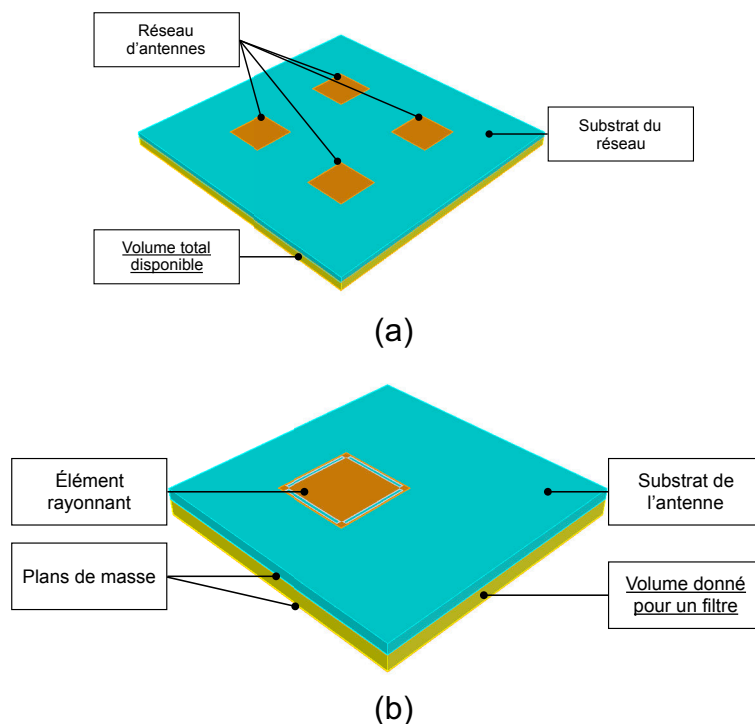 Réseau
d’antennes
Substrat du
réseau
Volume total
disponible
(a)
Élément
rayonnant
Substrat de
l’antenne
Plans de masse
Volume donné
pour un filtre
(b)